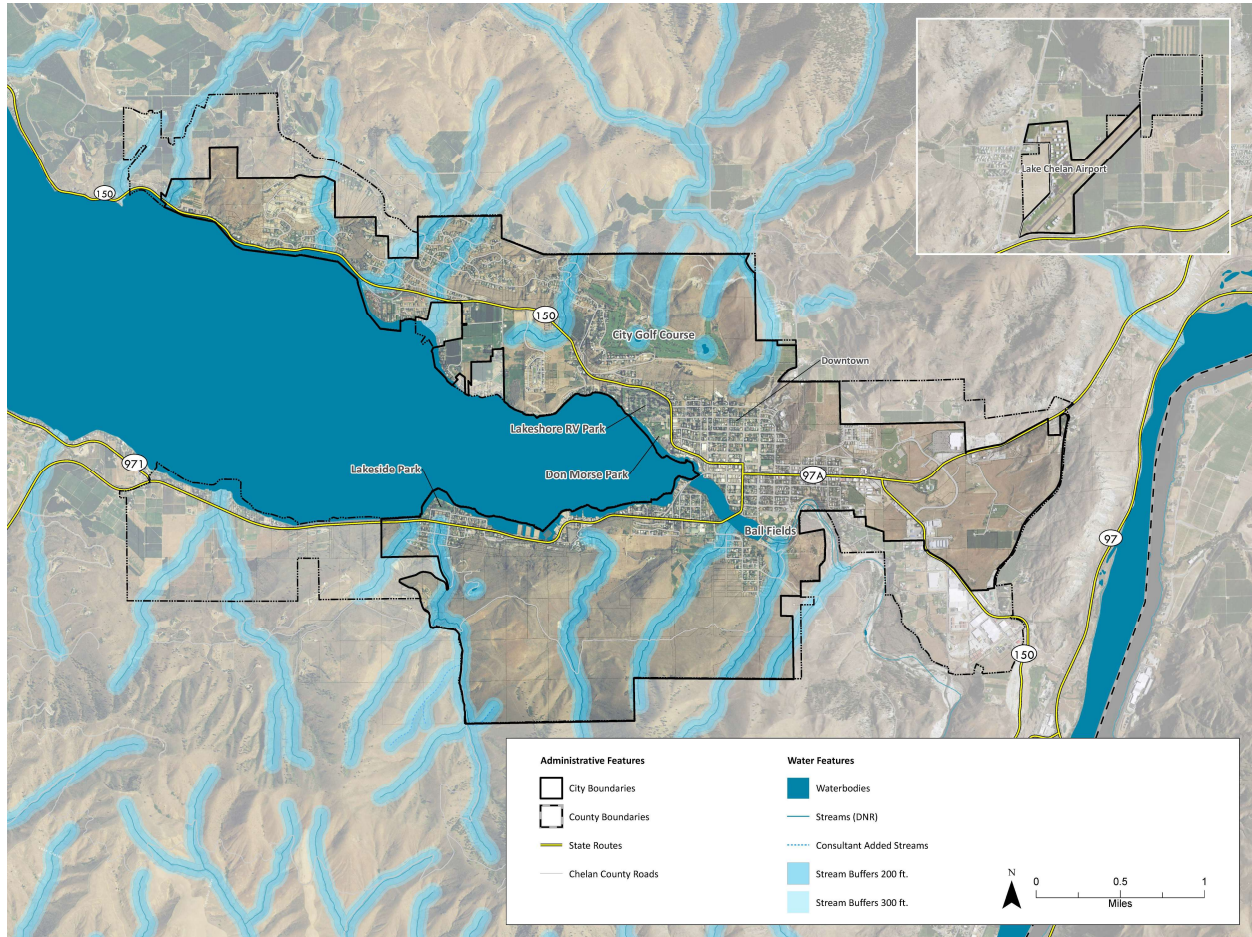 Lake Chelan Airport
150
150
City Golf Course
Downtown
Lakeshore RV Park
Don Morse Park
Lakeside Park
971
97A
Ball Fields
97
150
Administrative Features
City Boundaries
County Boundaries
State Routes
Chelan County Roads
Water Features
Waterbodies
Streams (DNR)
Consultant Added Streams
Stream Buffers 200 ft.
Stream Buffers 300 ft.
N
0 0.5 1
Miles